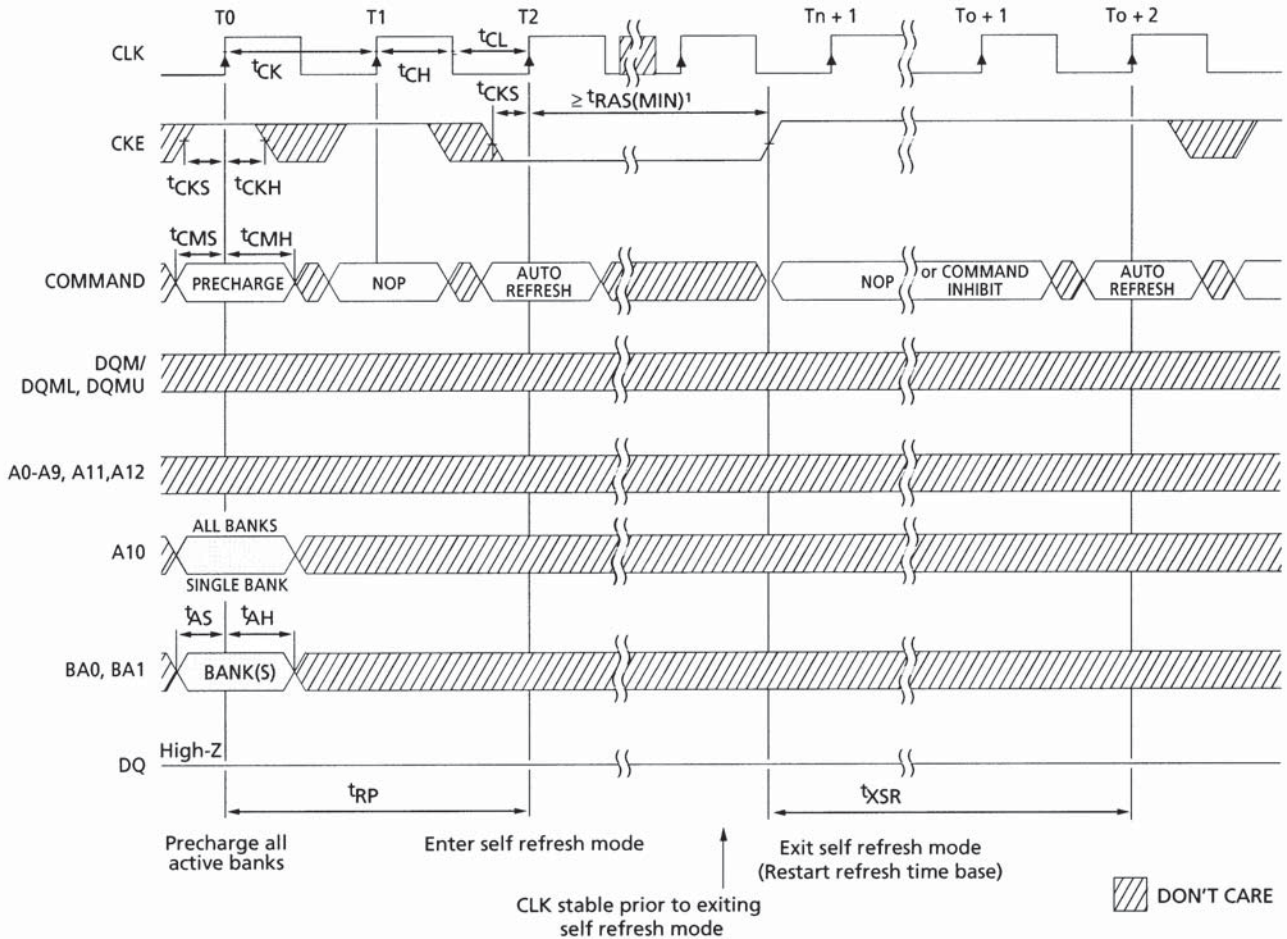 T0 T1 T2 Tn + 1 To + 1 To + 2
CLK
tCK tCH tCL
tCKS ≥ tRAS(MIN)¹
CKE
tCKS tCKH
tCMS tCMH
COMMAND PRECHARGE NOP AUTO REFRESH NOP or COMMAND INHIBIT AUTO REFRESH
DQM/
DQML, DQMU
A0-A9, A11,A12
ALL BANKS
A10
SINGLE BANK
tAS tAH
BA0, BA1 BANK(S)
High-Z
DQ
tRP tXSR
Precharge all
active banks
Enter self refresh mode
CLK stable prior to exiting
self refresh mode
Exit self refresh mode
(Restart refresh time base)
DON'T CARE